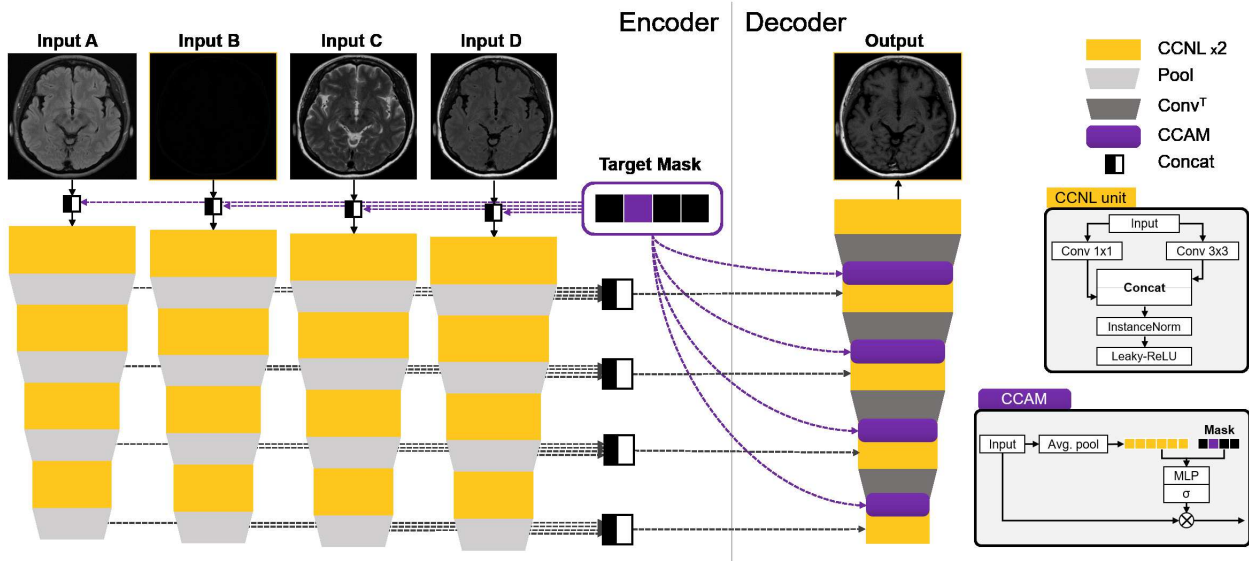 Encoder
Decoder
Input A
Input B
Input C
Input D
Output
Target Mask
CCNL x2
Pool
Convᵀ
CCAM
Concat
CCNL unit
Input
Conv 1x1
Conv 3x3
Concat
InstanceNorm
Leaky-ReLU
CCAM
Mask
Input
Avg. pool
MLP
σ